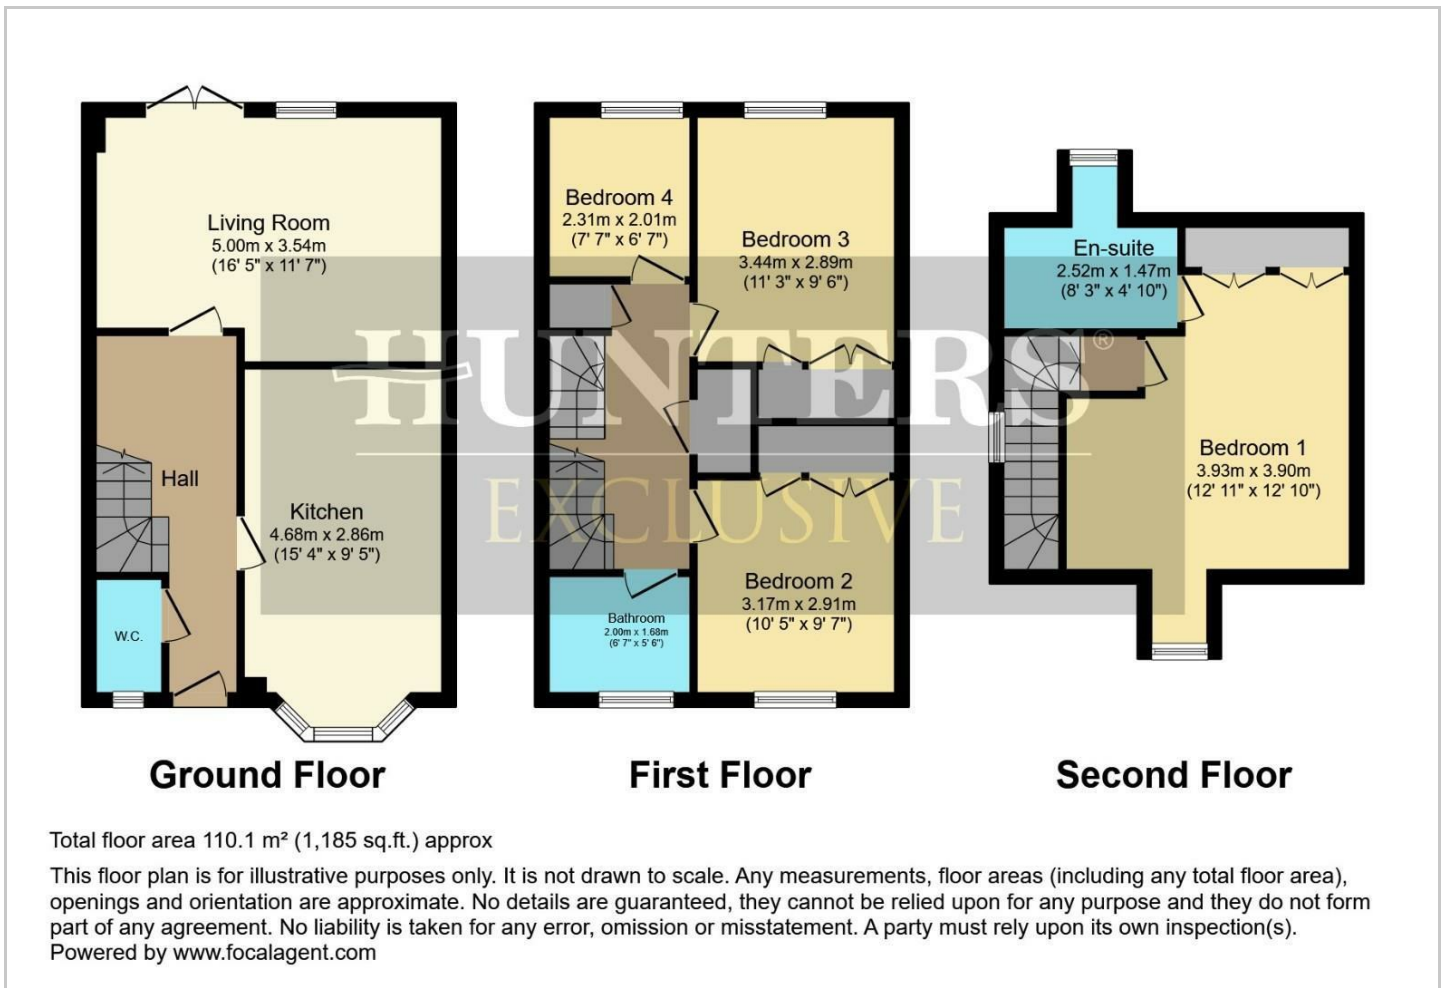 Living Room
5.00m x 3.54m
(16' 5" x 11' 7")
Hall
Kitchen
4.68m x 2.86m
(15' 4" x 9' 5")
W.C.
Ground Floor
Bedroom 4
2.31m x 2.01m
(7' 7" x 6' 7")
Bedroom 3
3.44m x 2.89m
(11' 3" x 9' 6")
Bedroom 2
3.17m x 2.91m
(10' 5" x 9' 7")
Bathroom
2.00m x 1.68m
(6' 7" x 5' 6")
First Floor
En-suite
2.52m x 1.47m
(8' 3" x 4' 10")
Bedroom 1
3.93m x 3.90m
(12' 11" x 12' 10")
Second Floor
HUNTERS®
EXCLUSIVE
Total floor area 110.1 m² (1,185 sq.ft.) approx
This floor plan is for illustrative purposes only. It is not drawn to scale. Any measurements, floor areas (including any total floor area),
openings and orientation are approximate. No details are guaranteed, they cannot be relied upon for any purpose and they do not form
part of any agreement. No liability is taken for any error, omission or misstatement. A party must rely upon its own inspection(s).
Powered by www.focalagent.com